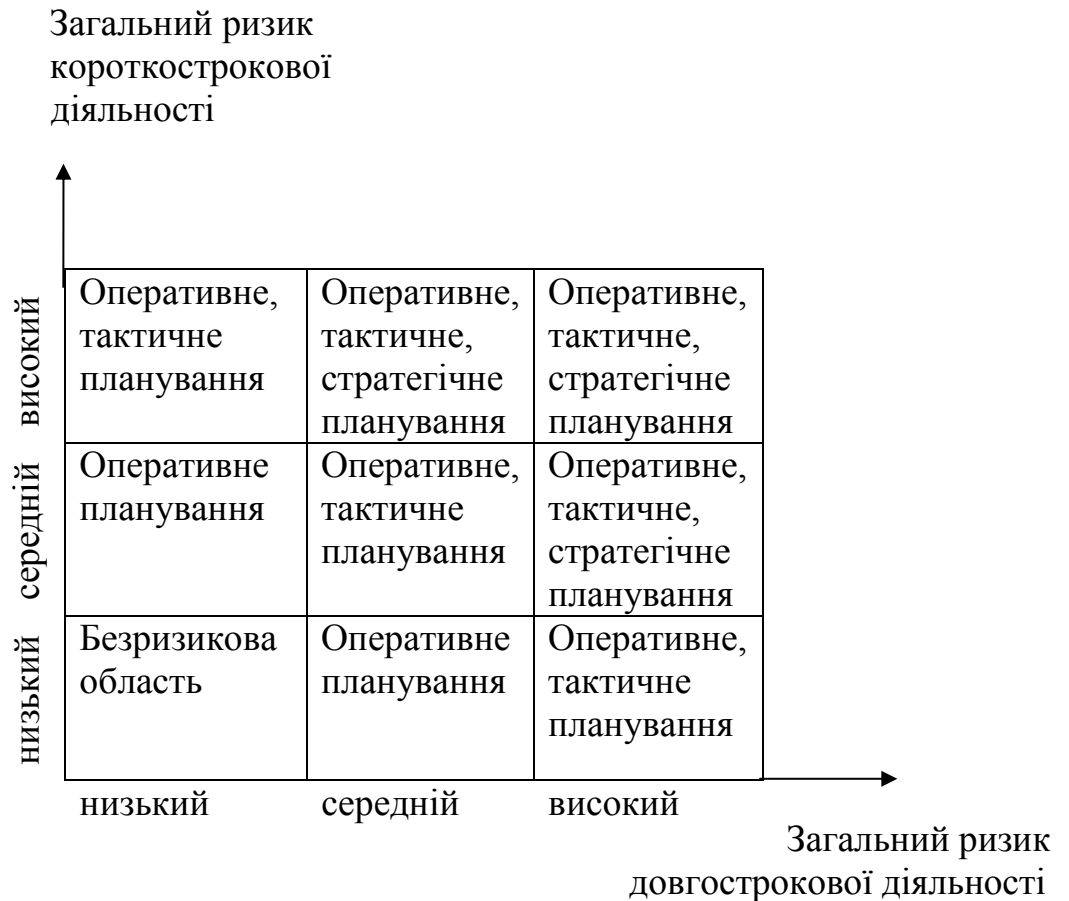 Загальний ризик
короткострокової
діяльності
високий
Оперативне,
тактичне
планування
Оперативне,
тактичне,
стратегічне
планування
Оперативне,
тактичне,
стратегічне
планування
середній
Оперативне
планування
Оперативне,
тактичне
планування
Оперативне,
тактичне,
стратегічне
планування
низький
Безризикова
область
Оперативне
планування
Оперативне,
тактичне
планування
низький
середній
високий
Загальний ризик
довгострокової діяльності